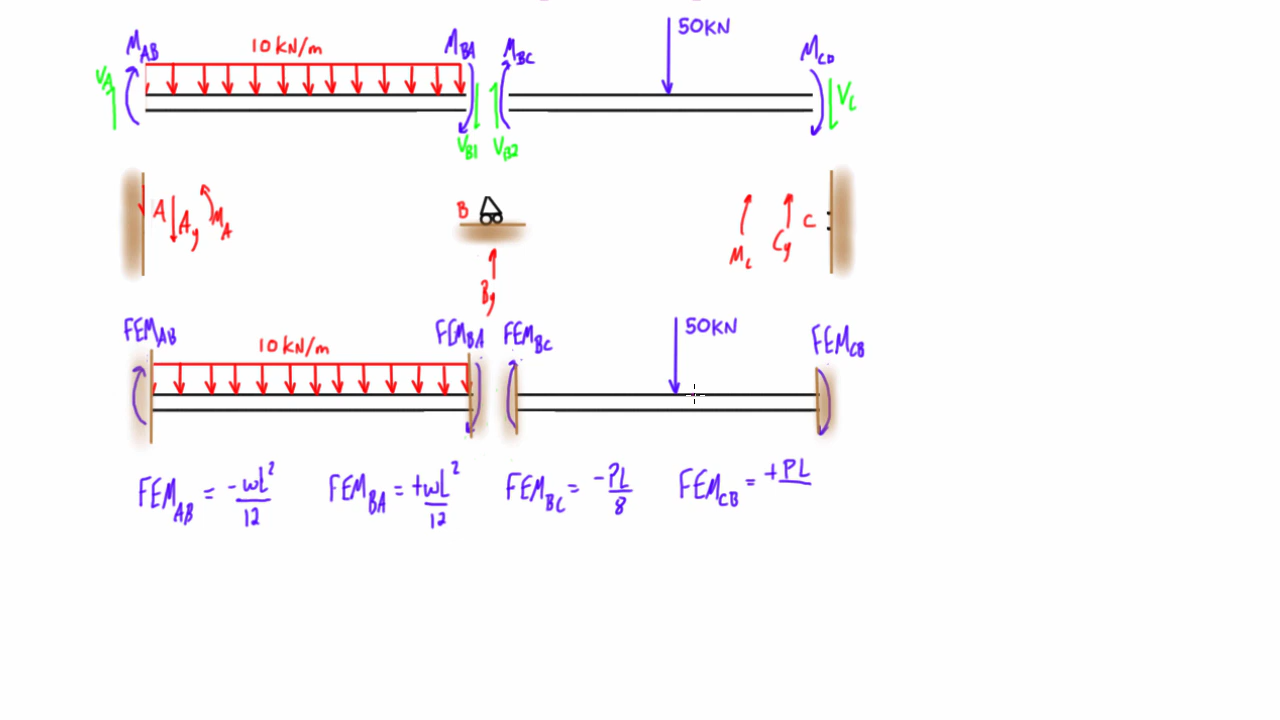 M_AB 10 kN/m M_BA M_BC 50KN M_CD
V_A V_B1 V_B2 V_C
A A_y M_A B B_y M_C C_y C
FEM_AB 10 kN/m FEM_BA FEM_BC 50KN FEM_CB
FEM_AB = -wL²/12 FEM_BA = +wL²/12 FEM_BC = -PL/8 FEM_CB = +PL